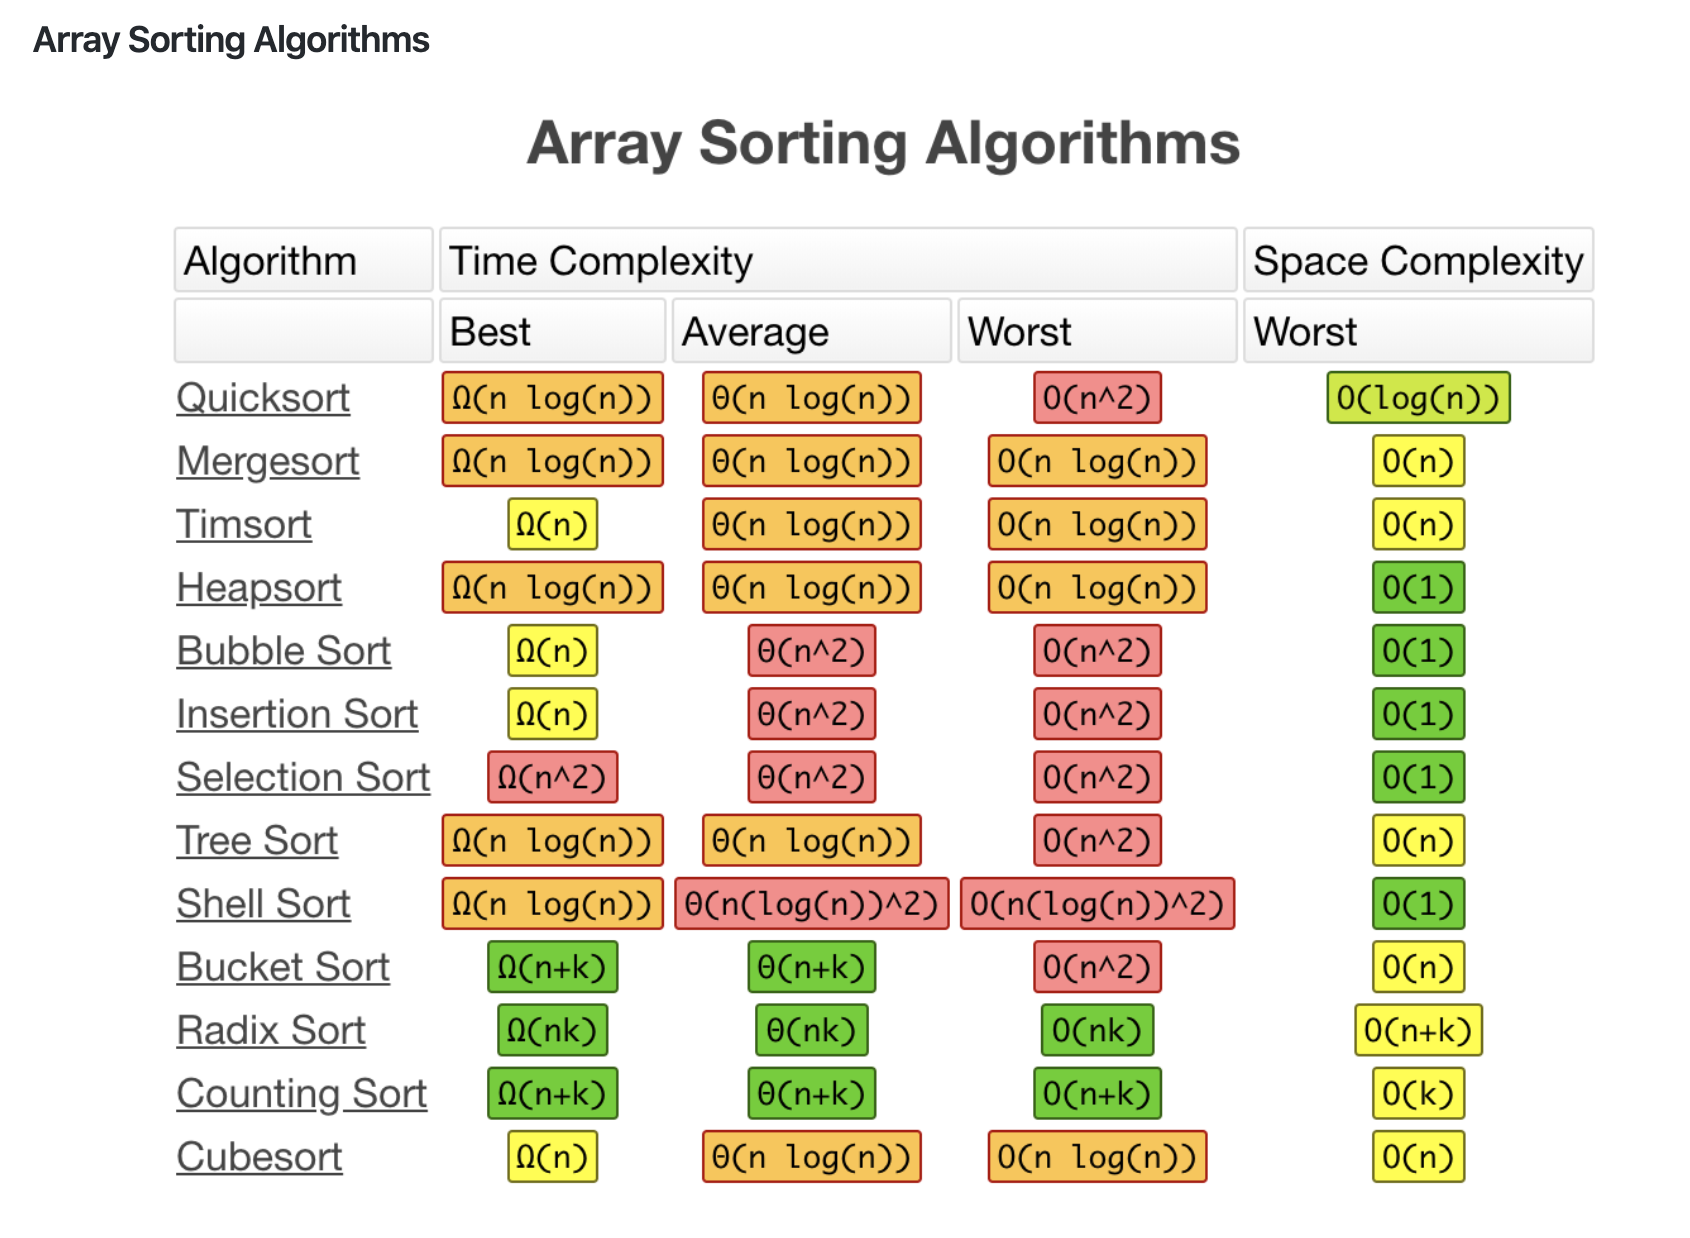 Array Sorting Algorithms
Array Sorting Algorithms
Algorithm Time Complexity Space Complexity
Best Average Worst Worst
Quicksort Ω(n log(n)) Θ(n log(n)) O(n^2) O(log(n))
Mergesort Ω(n log(n)) Θ(n log(n)) O(n log(n)) O(n)
Timsort Ω(n) Θ(n log(n)) O(n log(n)) O(n)
Heapsort Ω(n log(n)) Θ(n log(n)) O(n log(n)) O(1)
Bubble Sort Ω(n) Θ(n^2) O(n^2) O(1)
Insertion Sort Ω(n) Θ(n^2) O(n^2) O(1)
Selection Sort Ω(n^2) Θ(n^2) O(n^2) O(1)
Tree Sort Ω(n log(n)) Θ(n log(n)) O(n^2) O(n)
Shell Sort Ω(n log(n)) Θ(n(log(n))^2) O(n(log(n))^2) O(1)
Bucket Sort Ω(n+k) Θ(n+k) O(n^2) O(n)
Radix Sort Ω(nk) Θ(nk) O(nk) O(n+k)
Counting Sort Ω(n+k) Θ(n+k) O(n+k) O(k)
Cubesort Ω(n) Θ(n log(n)) O(n log(n)) O(n)